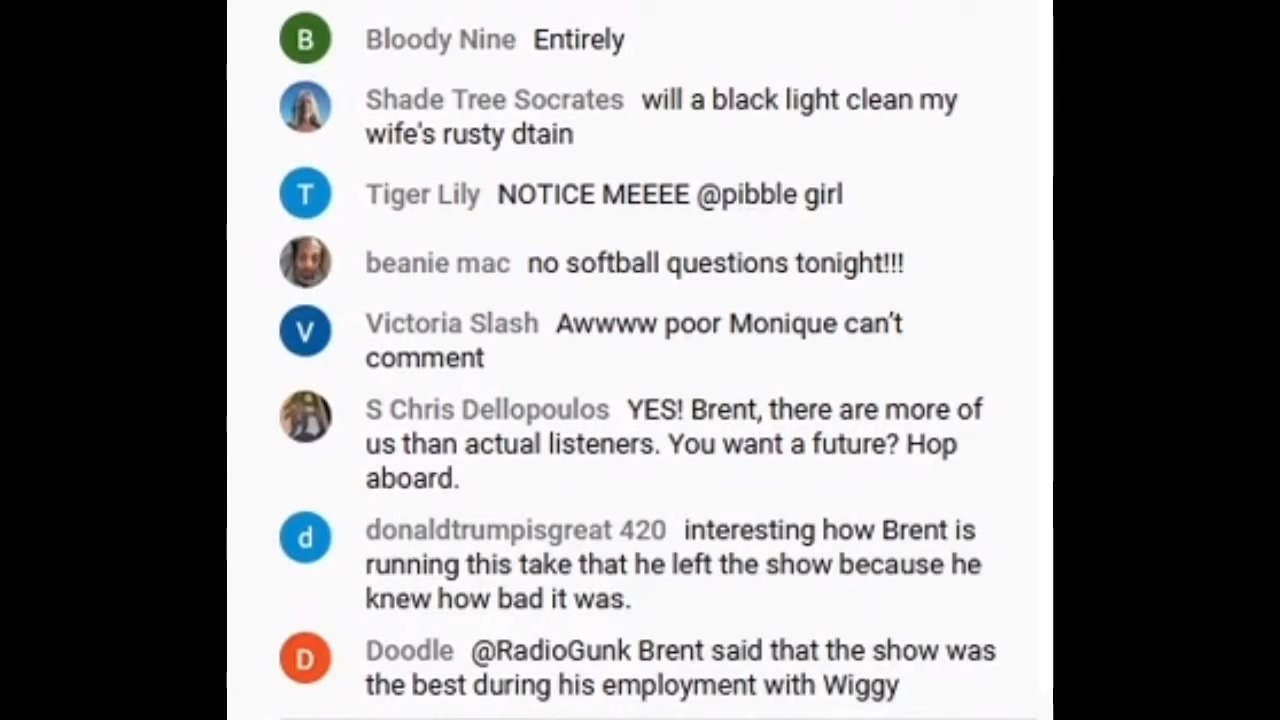 B Bloody Nine Entirely
Shade Tree Socrates will a black light clean my
wife's rusty dtain
T Tiger Lily NOTICE MEEEE @pibble girl
beanie mac no softball questions tonight!!!
V Victoria Slash Awwww poor Monique can't
comment
S Chris Dellopoulos YES! Brent, there are more of
us than actual listeners. You want a future? Hop
aboard.
d donaldtrumpisgreat 420 interesting how Brent is
running this take that he left the show because he
knew how bad it was.
D Doodle @RadioGunk Brent said that the show was
the best during his employment with Wiggy